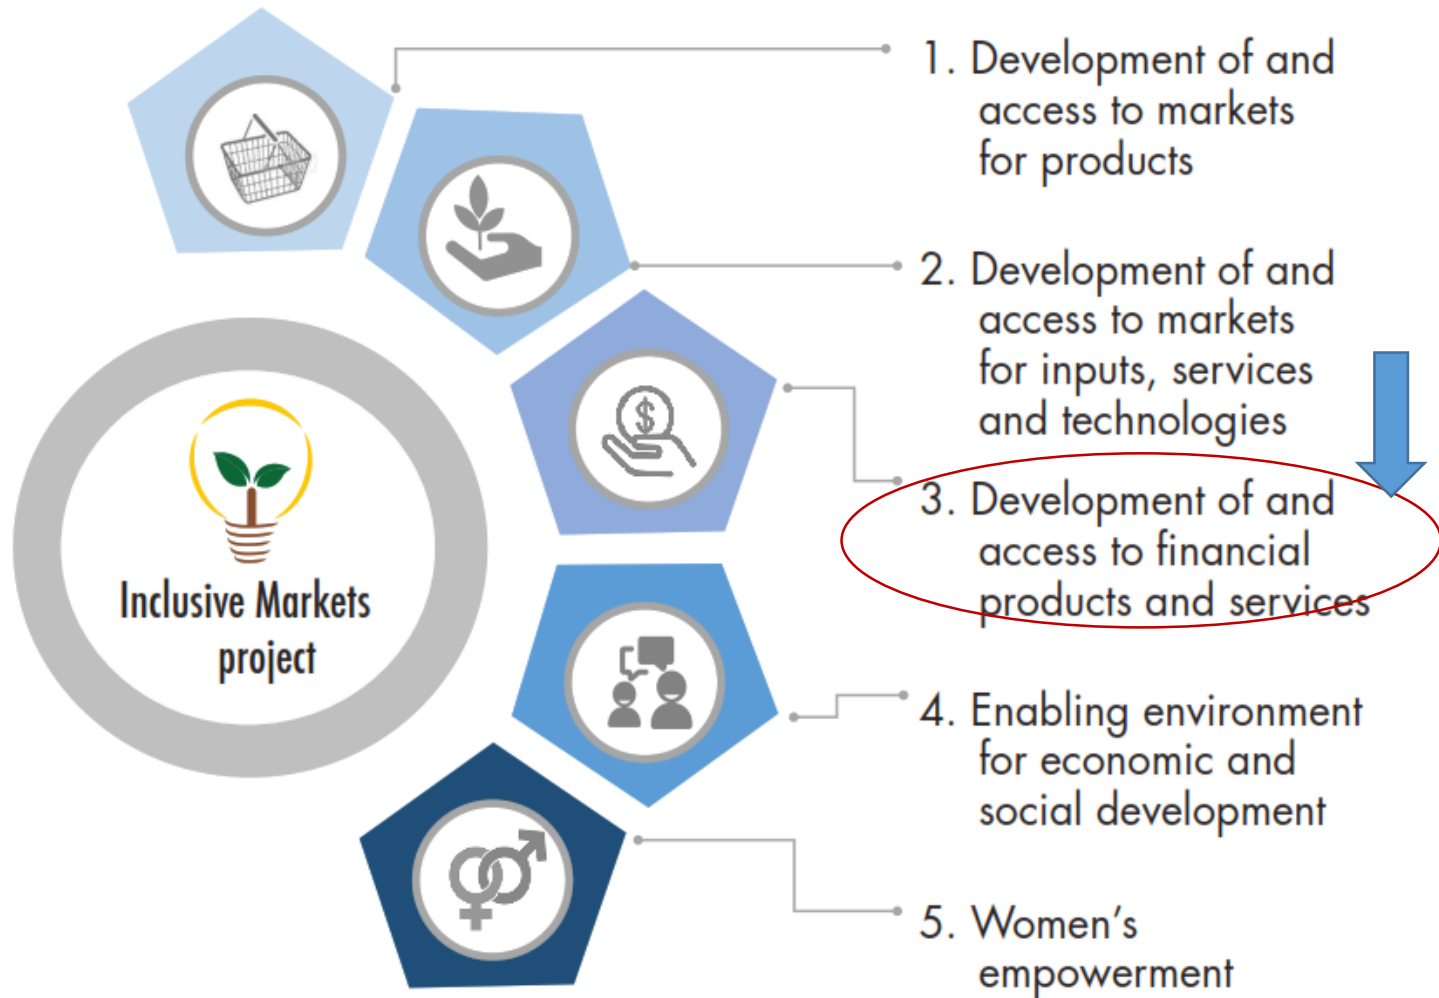 1. Development of and
access to markets
for products
2. Development of and
access to markets
for inputs, services
and technologies
$
3. Development of and
access to financial
products and services
Inclusive Markets
project
4. Enabling environment
for economic and
social development
5. Women’s
empowerment